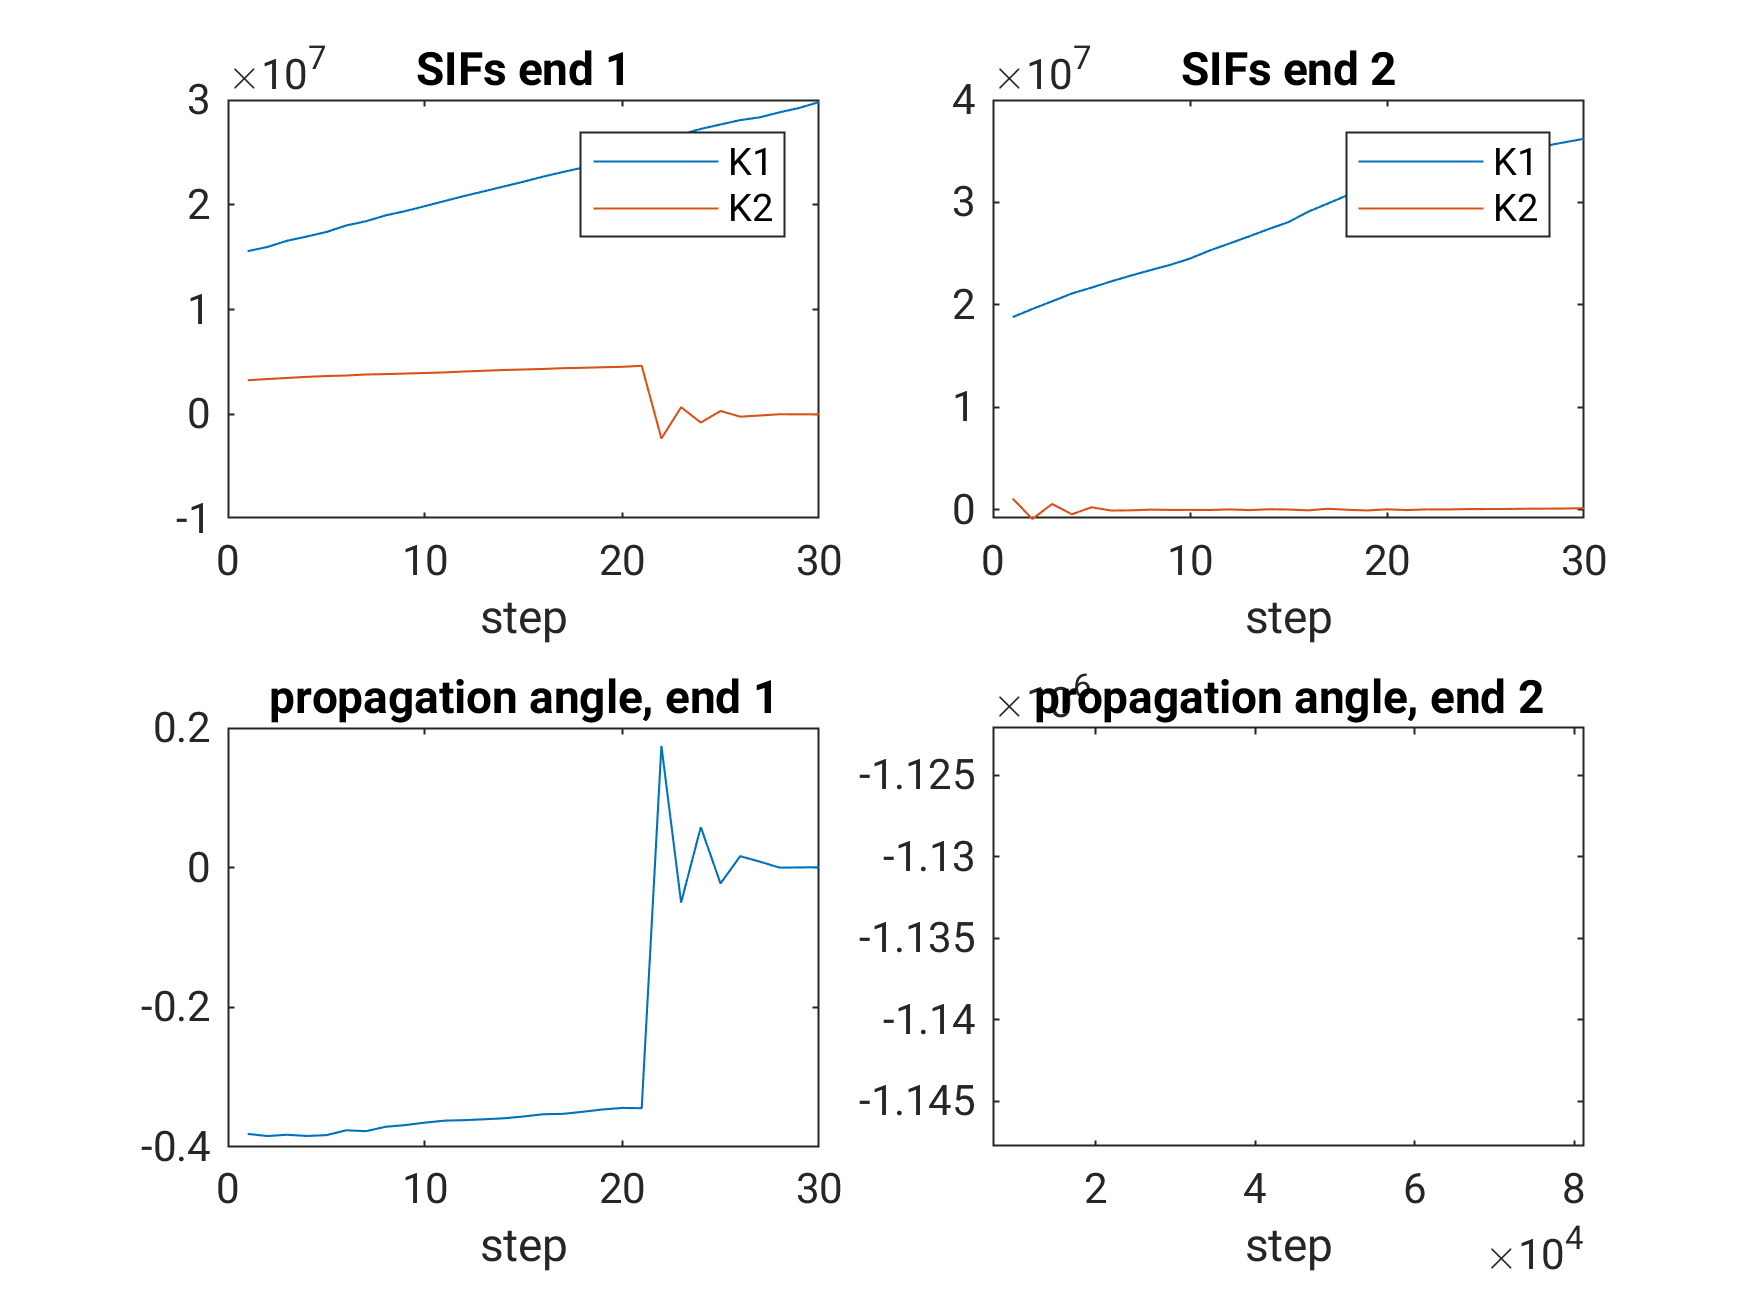 ×10^7
SIFs end 1
3
2
1
0
-1
K1
K2
0 10 20 30
step
×10^7
SIFs end 2
4
3
2
1
0
K1
K2
0 10 20 30
step
propagation angle, end 1
0.2
0
-0.2
-0.4
0 10 20 30
step
×10^6
propagation angle, end 2
-1.125
-1.13
-1.135
-1.14
-1.145
2 4 6 8
step
×10^4